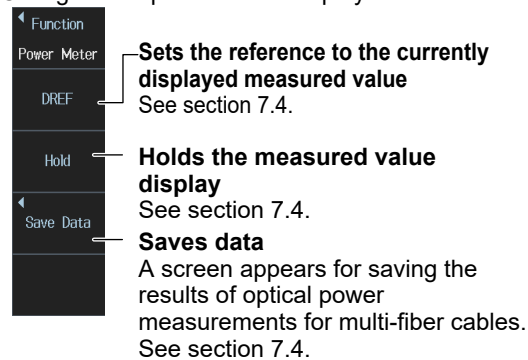 Function
Power Meter
DREF
Hold
Save Data
Sets the reference to the currently
displayed measured value
See section 7.4.
Holds the measured value
display
See section 7.4.
Saves data
A screen appears for saving the
results of optical power
measurements for multi-fiber cables.
See section 7.4.